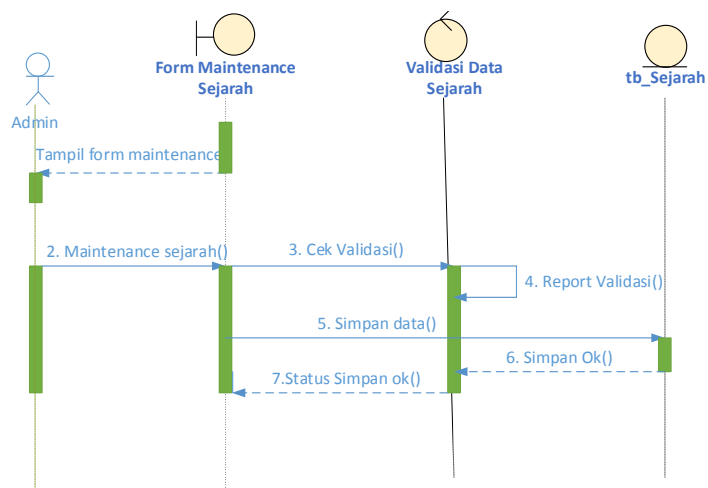 Form Maintenance
Sejarah
Validasi Data
Sejarah
tb_Sejarah
Admin
Tampil form maintenance
2. Maintenance sejarah()
3. Cek Validasi()
4. Report Validasi()
5. Simpan data()
6. Simpan Ok()
7.Status Simpan ok()